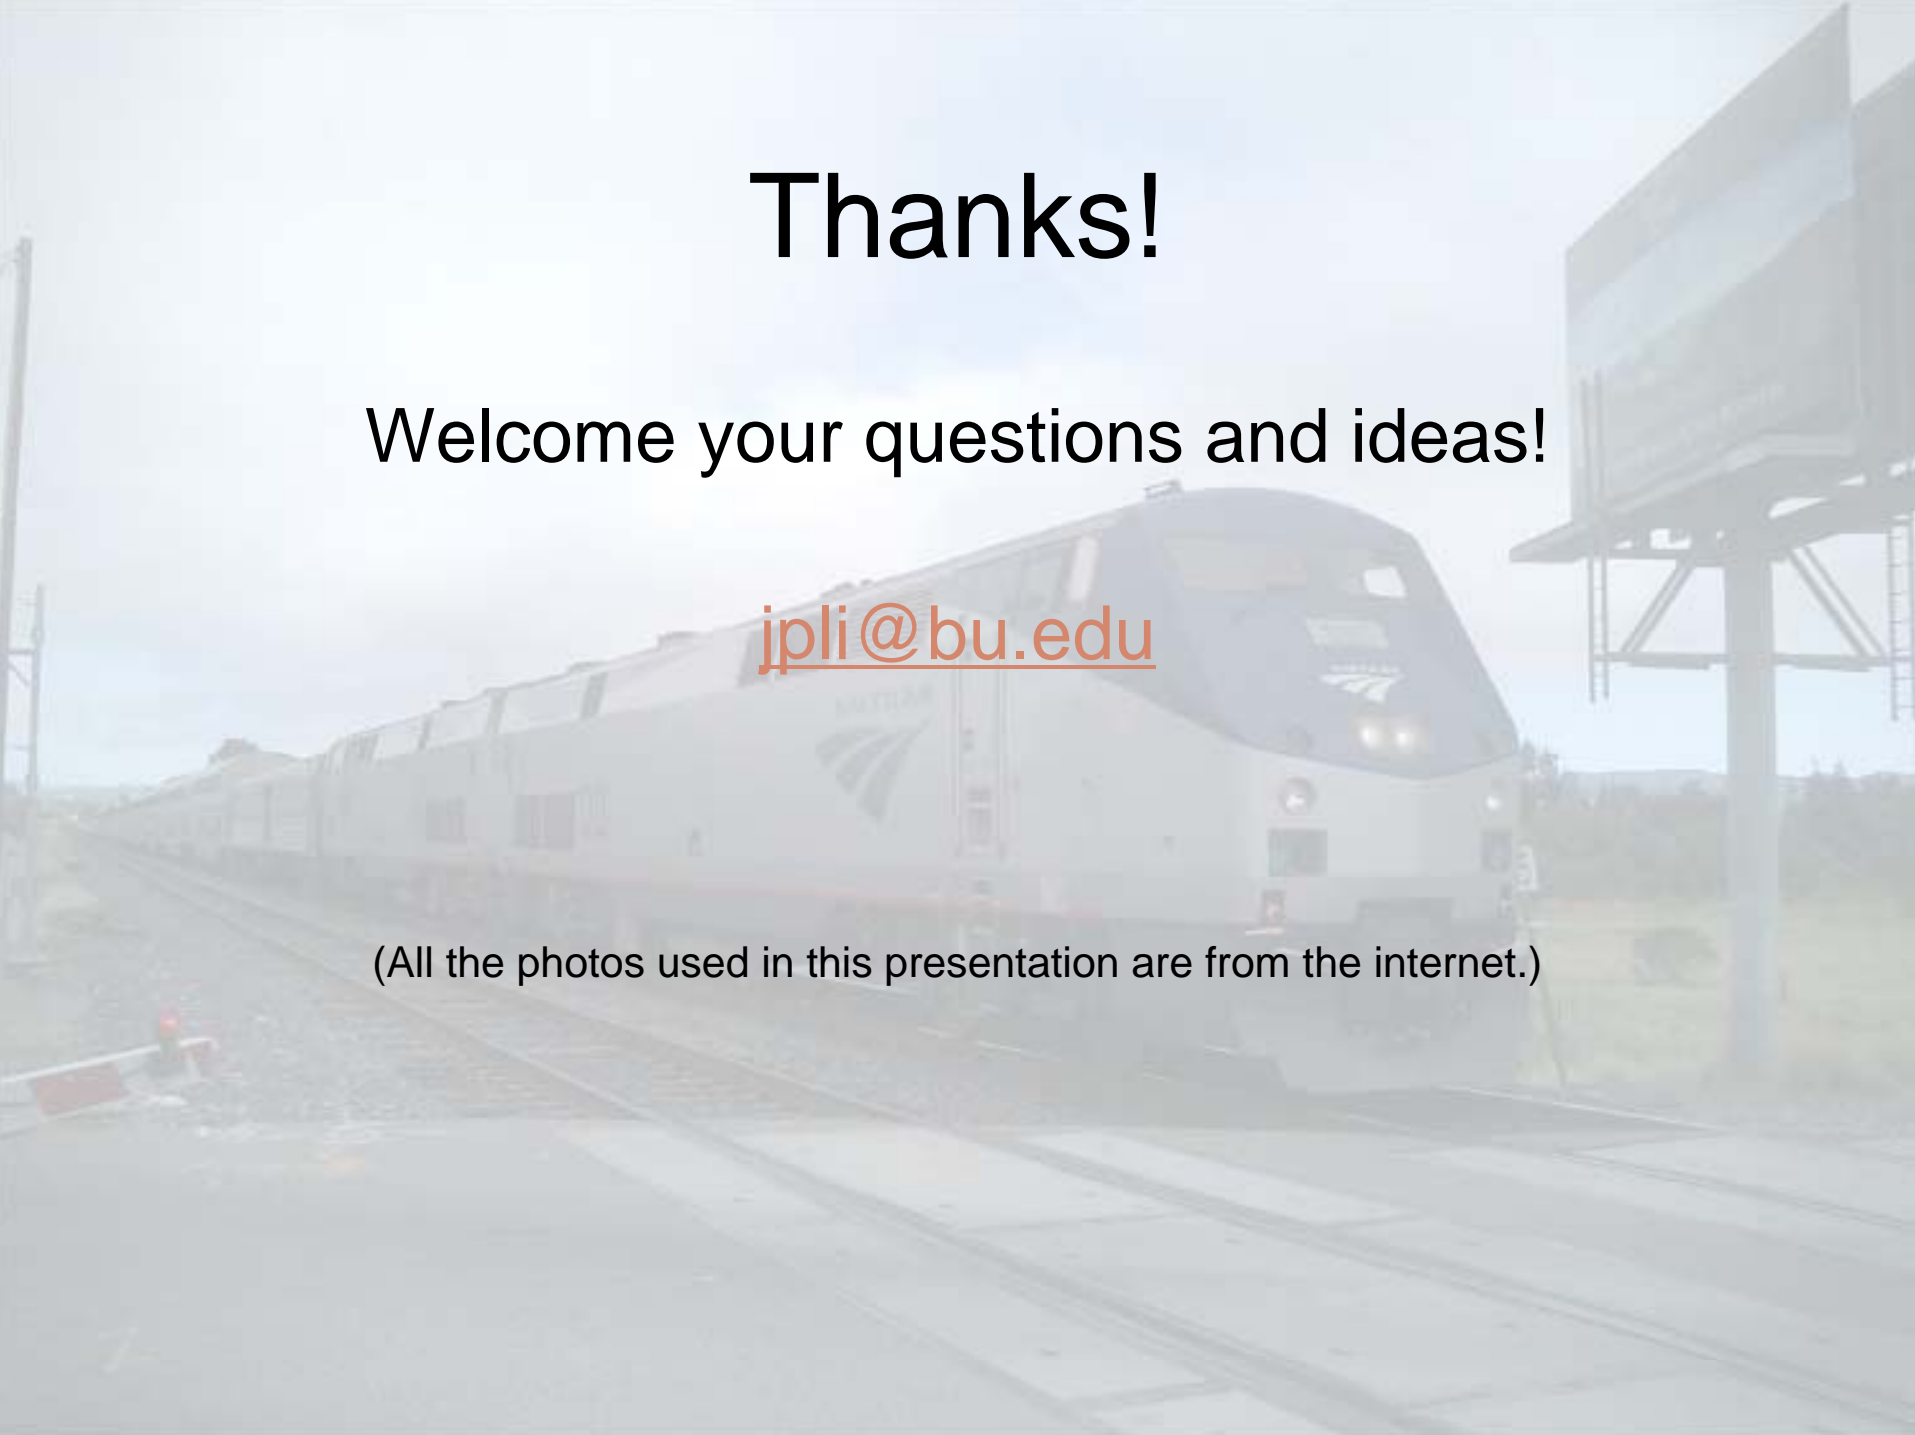 Thanks!
Welcome your questions and ideas!
jpli@bu.edu
AMTRAK
(All the photos used in this presentation are from the internet.)